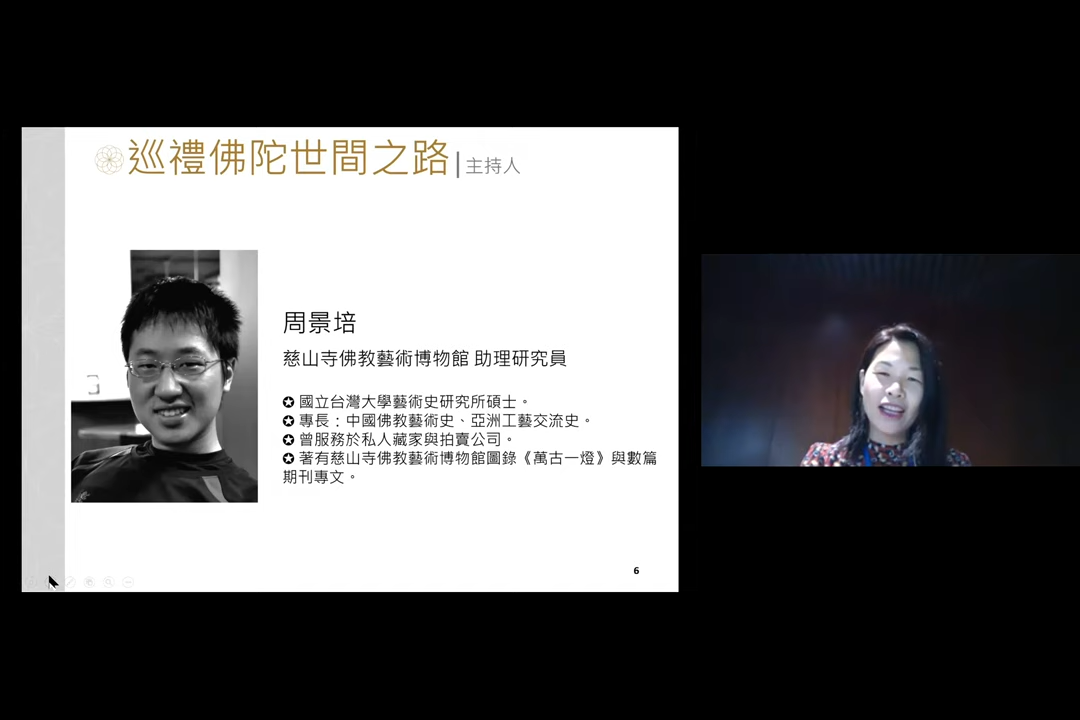 巡禮佛陀世間之路|主持人
周景培
慈山寺佛教藝術博物館 助理研究員
✪ 國立台灣大學藝術史研究所碩士。
✪ 專長：中國佛教藝術史、亞洲工藝交流史。
✪ 曾服務於私人藏家與拍賣公司。
✪ 著有慈山寺佛教藝術博物館圖錄《萬古一燈》與數篇
期刊專文。
6